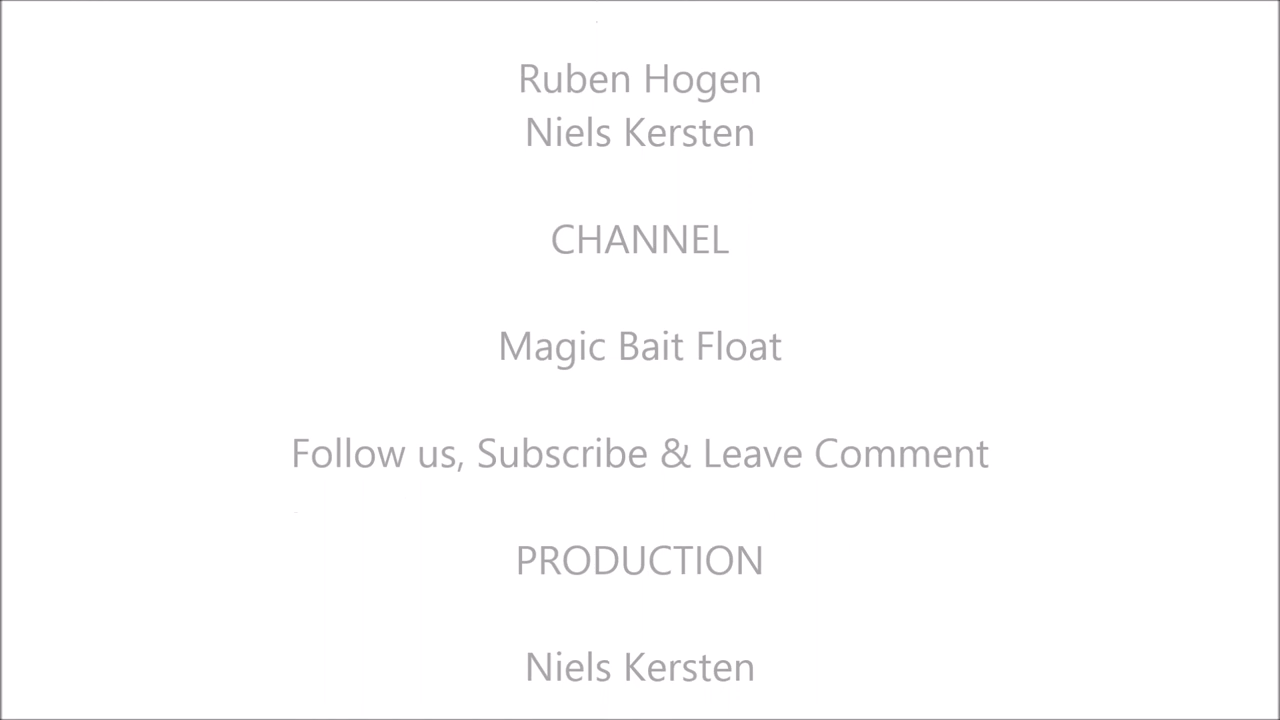 Ruben Hogen
Niels Kersten
CHANNEL
Magic Bait Float
Follow us, Subscribe & Leave Comment
PRODUCTION
Niels Kersten